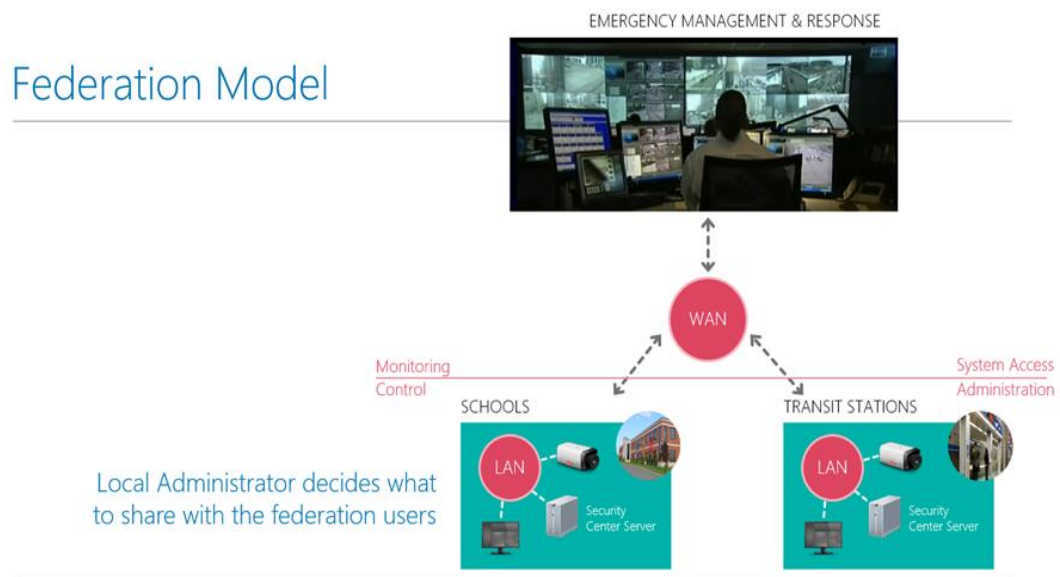 EMERGENCY MANAGEMENT & RESPONSE
Federation Model
WAN
Monitoring
System Access
Control
Administration
SCHOOLS
TRANSIT STATIONS
LAN
LAN
Local Administrator decides what
to share with the federation users
Security
Center Server
Security
Center Server